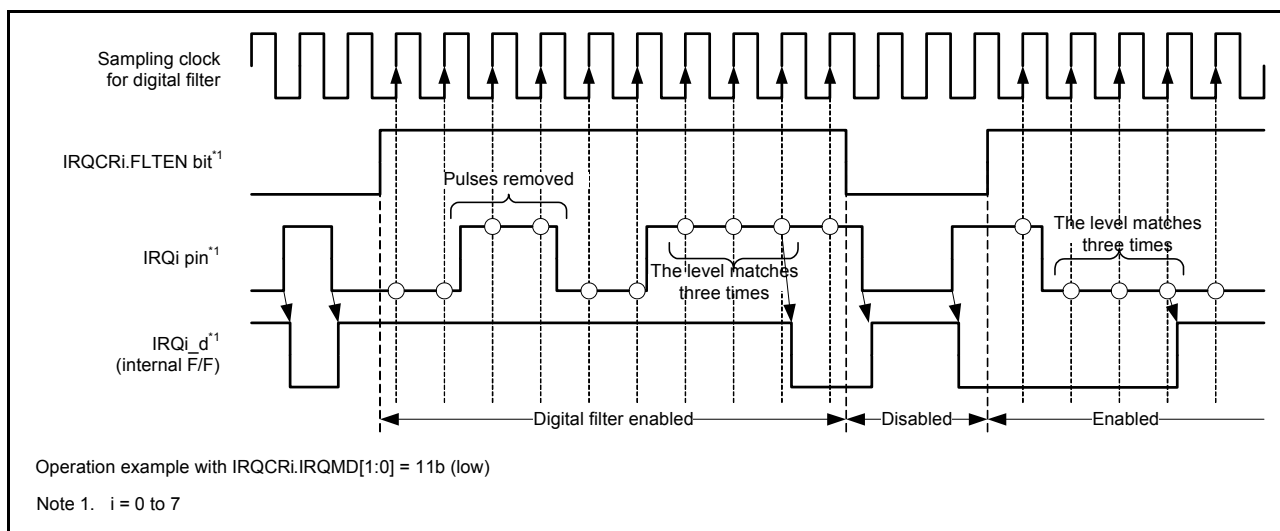 Sampling clock
for digital filter
IRQCRi.FLTEN bit*1
Pulses removed
IRQi pin*1
The level matches
three times
The level matches
three times
IRQi_d*1
(internal F/F)
Digital filter enabled
Disabled
Enabled
Operation example with IRQCRi.IRQMD[1:0] = 11b (low)
Note 1. i = 0 to 7